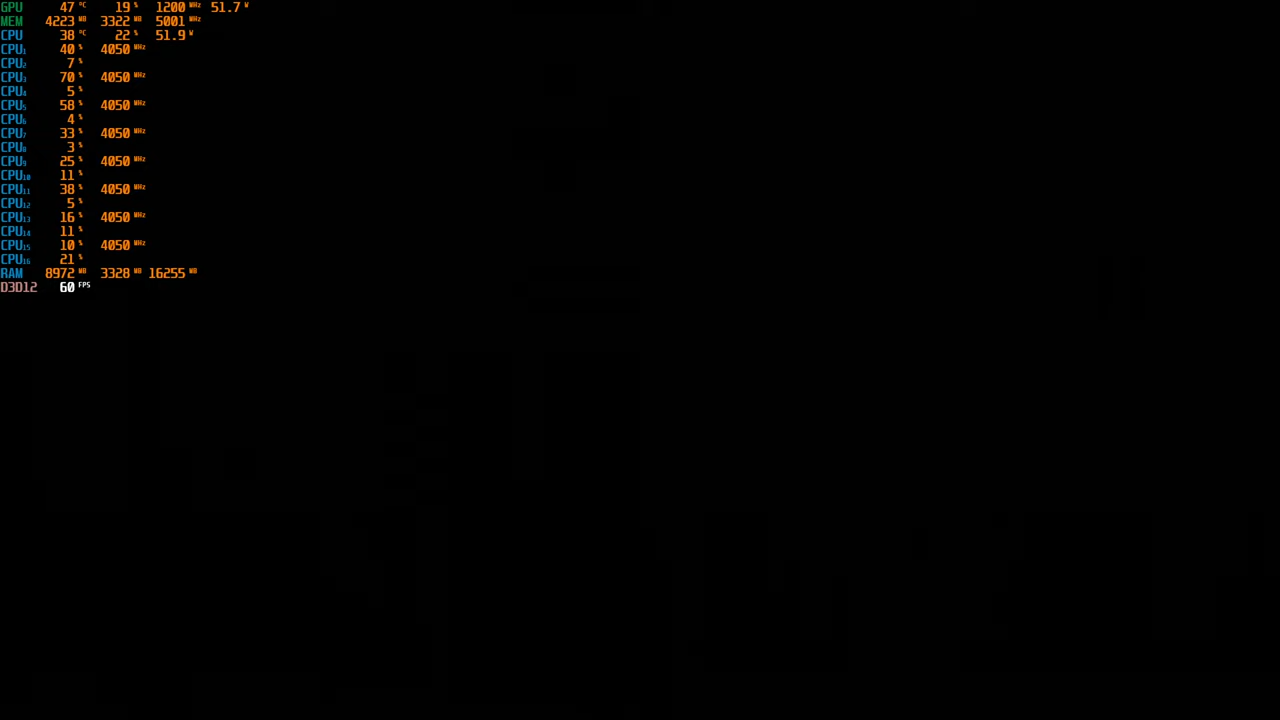 GPU 47 °C 19 % 1200 MHz 51.7 W
MEM 4223 MB 3322 MB 5001 MHz
CPU 38 °C 22 % 51.9 W
CPU1 40 % 4050 MHz
CPU2 7 %
CPU3 70 % 4050 MHz
CPU4 5 %
CPU5 58 % 4050 MHz
CPU6 4 %
CPU7 33 % 4050 MHz
CPU8 3 %
CPU9 25 % 4050 MHz
CPU10 11 %
CPU11 38 % 4050 MHz
CPU12 5 %
CPU13 16 % 4050 MHz
CPU14 11 %
CPU15 10 % 4050 MHz
CPU16 21 %
RAM 8972 MB 3328 MB 16255 MB
D3D12 60 FPS